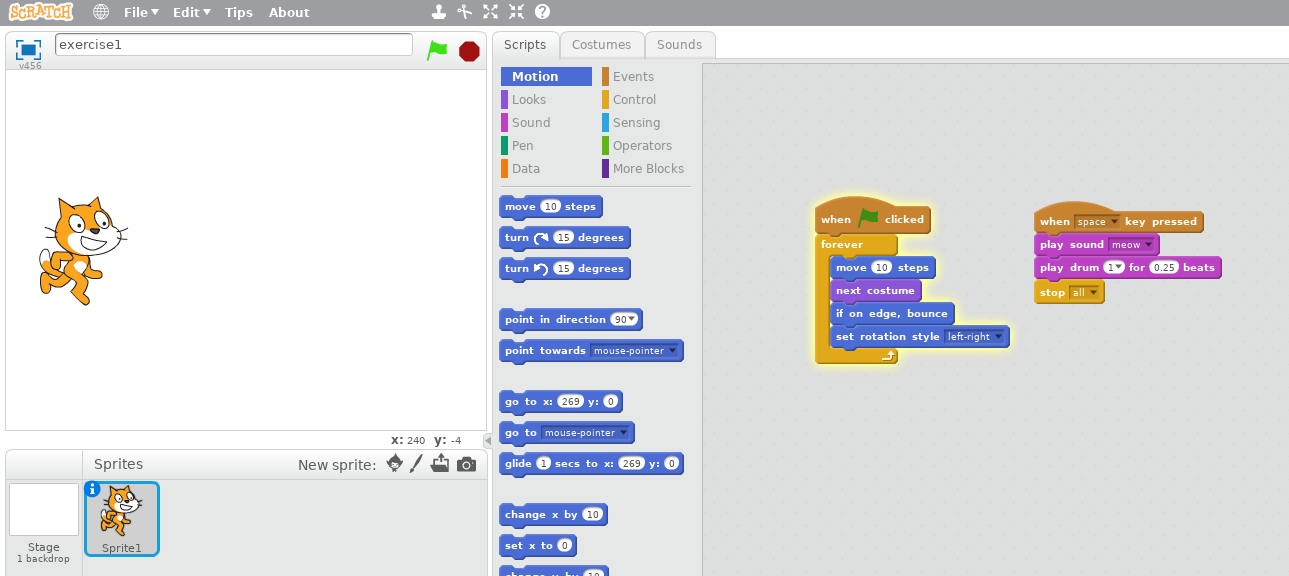 SCRATCH File Edit Tips About
exercise1
v456
x: 240 y: -4
Sprites New sprite:
Stage
1 backdrop
Sprite1
Scripts Costumes Sounds
Motion Events
Looks Control
Sound Sensing
Pen Operators
Data More Blocks
move 10 steps
turn 15 degrees
turn 15 degrees
point in direction 90
point towards mouse-pointer
go to x: 269 y: 0
go to mouse-pointer
glide 1 secs to x: 269 y: 0
change x by 10
set x to 0
change y by 10
when clicked
forever
move 10 steps
next costume
if on edge, bounce
set rotation style left-right
when space key pressed
play sound meow
play drum 1 for 0.25 beats
stop all